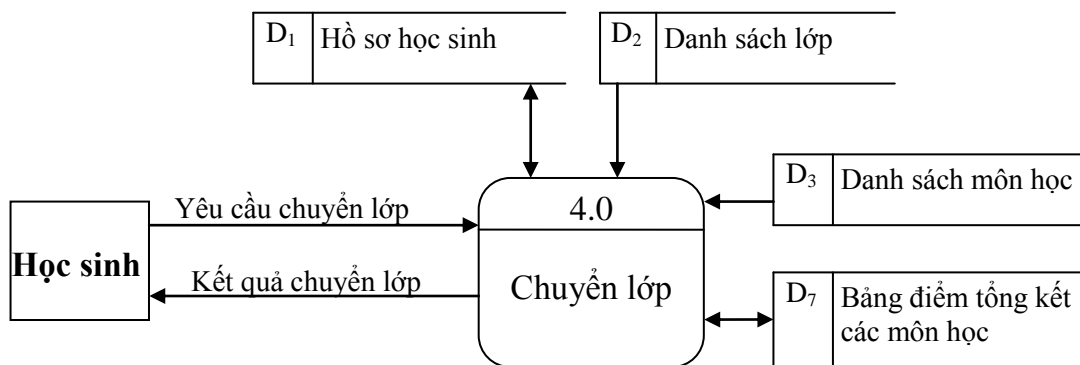 D₁ Hồ sơ học sinh
D₂ Danh sách lớp
D₃ Danh sách môn học
Yêu cầu chuyển lớp
4.0
Học sinh
Kết quả chuyển lớp
Chuyển lớp
D₇ Bảng điểm tổng kết
các môn học